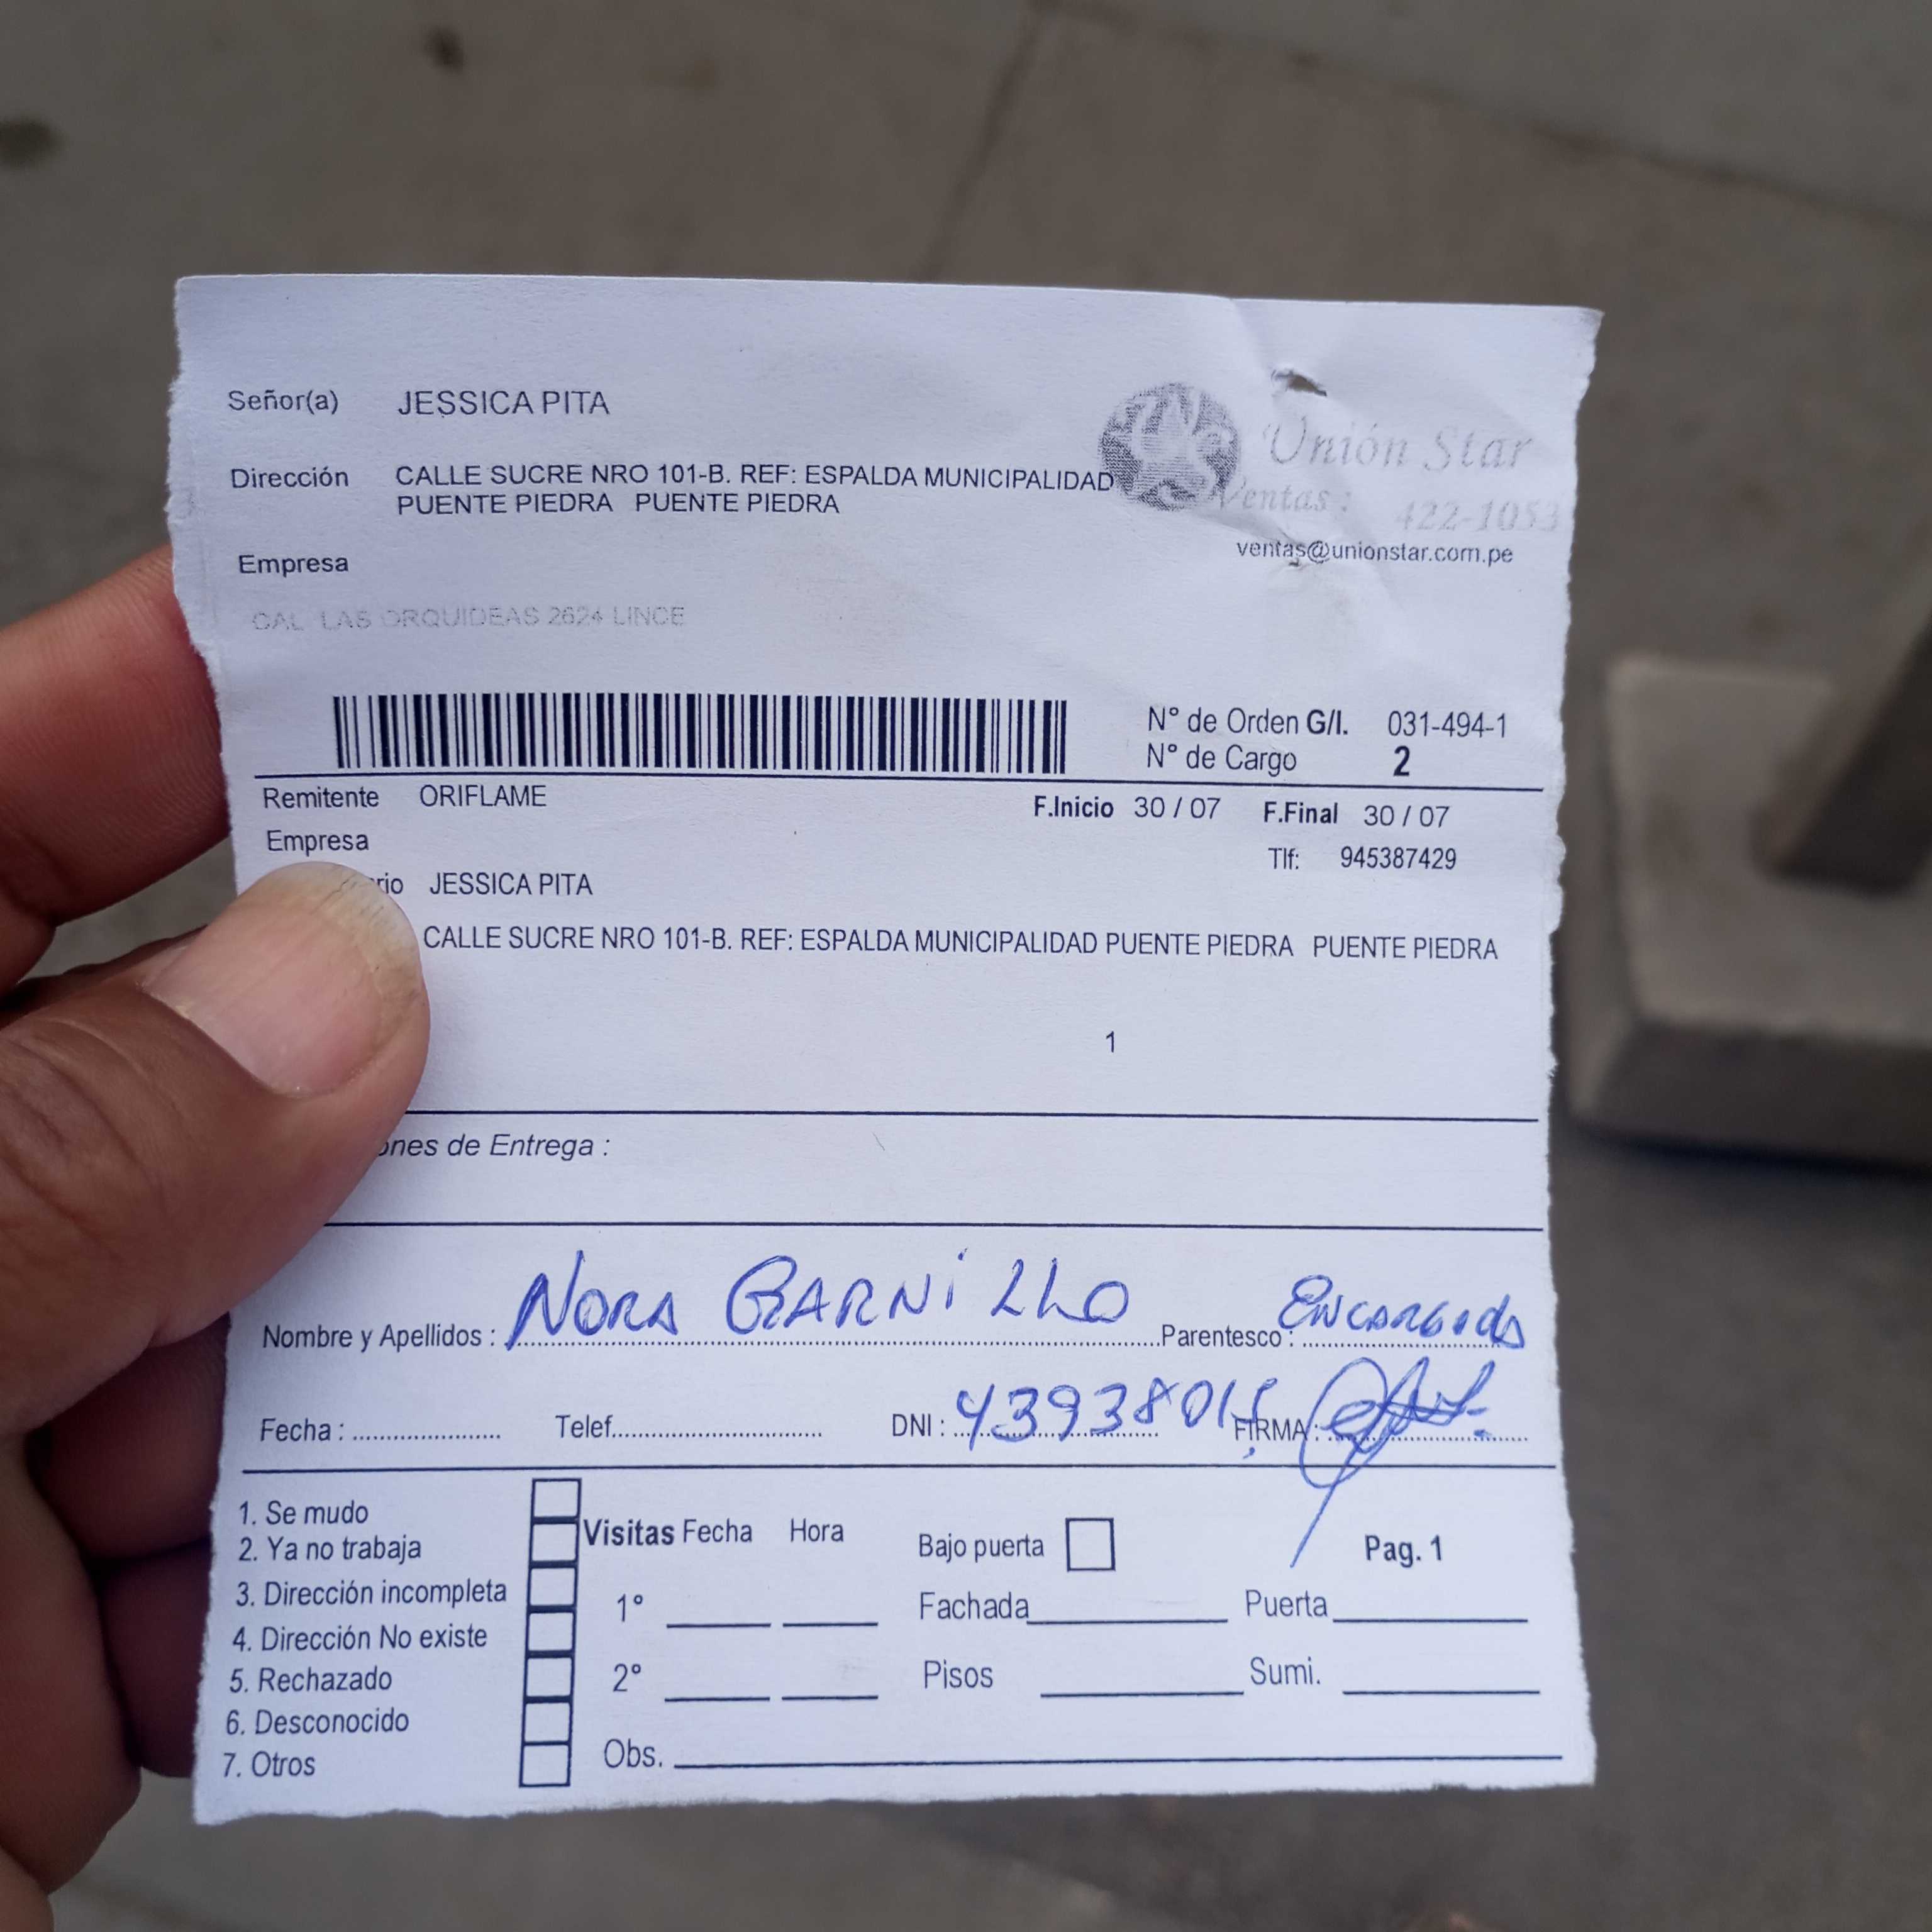 Señor(a) JESSICA PITA
Unión Star
Dirección CALLE SUCRE NRO 101-B. REF: ESPALDA MUNICIPALIDAD
PUENTE PIEDRA PUENTE PIEDRA
Ventas : 422-1053
ventas@unionstar.com.pe
Empresa
CAL LAS ORQUIDEAS 2624 LINCE
N° de Orden G/I. 031-494-1
N° de Cargo 2
Remitente ORIFLAME
F.Inicio 30 / 07 F.Final 30 / 07
Empresa
Tlf: 945387429
rio JESSICA PITA
CALLE SUCRE NRO 101-B. REF: ESPALDA MUNICIPALIDAD PUENTE PIEDRA PUENTE PIEDRA
1
ones de Entrega :
Nombre y Apellidos : NORA GARNiLLO Parentesco : ENCARGADA
Fecha : Telef. DNI : 43938015 FIRMA :
1. Se mudo
2. Ya no trabaja
3. Dirección incompleta
4. Dirección No existe
5. Rechazado
6. Desconocido
7. Otros
Visitas Fecha Hora
1°
2°
Obs.
Bajo puerta
Pag. 1
Fachada Puerta
Pisos Sumi.